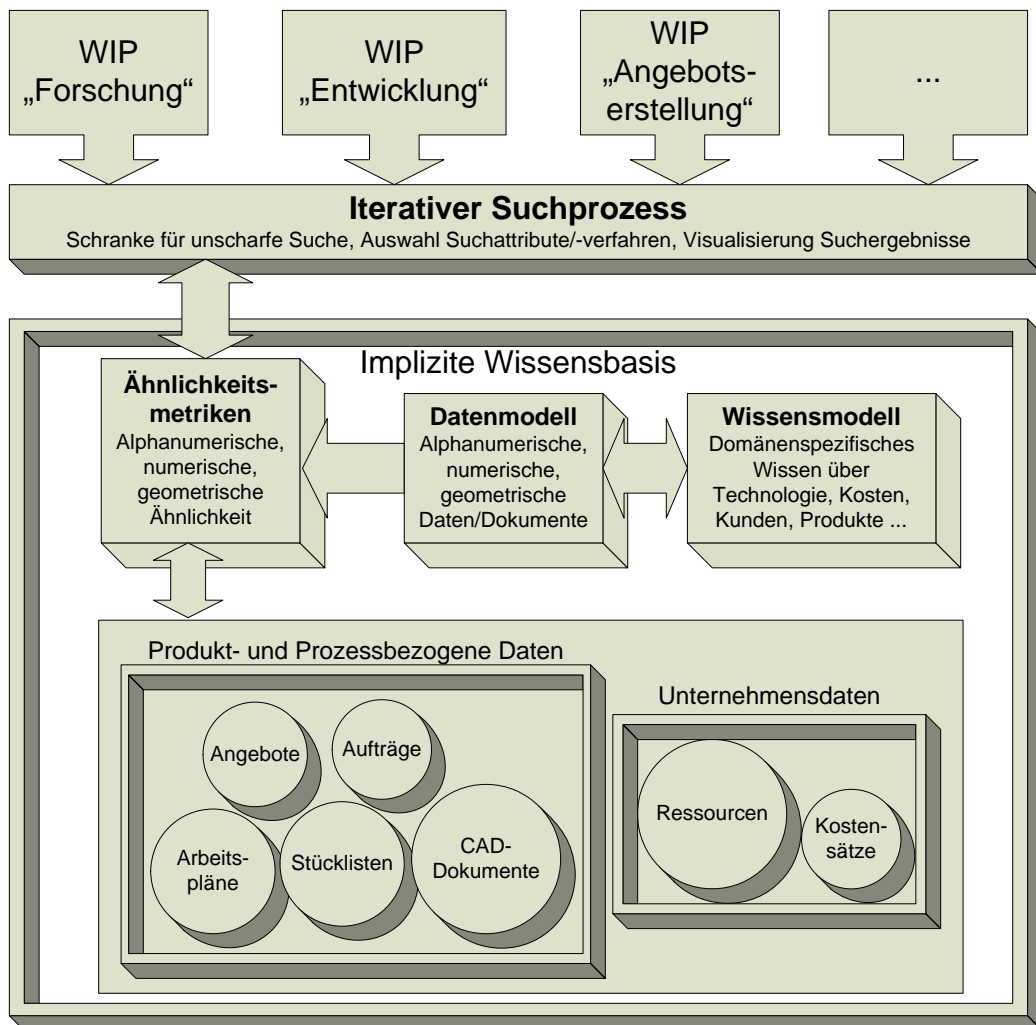 WIP
„Forschung“
WIP
„Entwicklung“
WIP
„Angebots-
erstellung“
...
Iterativer Suchprozess
Schranke für unscharfe Suche, Auswahl Suchattribute/-verfahren, Visualisierung Suchergebnisse
Implizite Wissensbasis
Ähnlichkeits-
metriken
Alphanumerische,
numerische,
geometrische
Ähnlichkeit
Datenmodell
Alphanumerische,
numerische,
geometrische
Daten/Dokumente
Wissensmodell
Domänenspezifisches
Wissen über
Technologie, Kosten,
Kunden, Produkte ...
Produkt- und Prozessbezogene Daten
Angebote
Aufträge
Arbeits-
pläne
Stücklisten
CAD-
Dokumente
Unternehmensdaten
Ressourcen
Kosten-
sätze